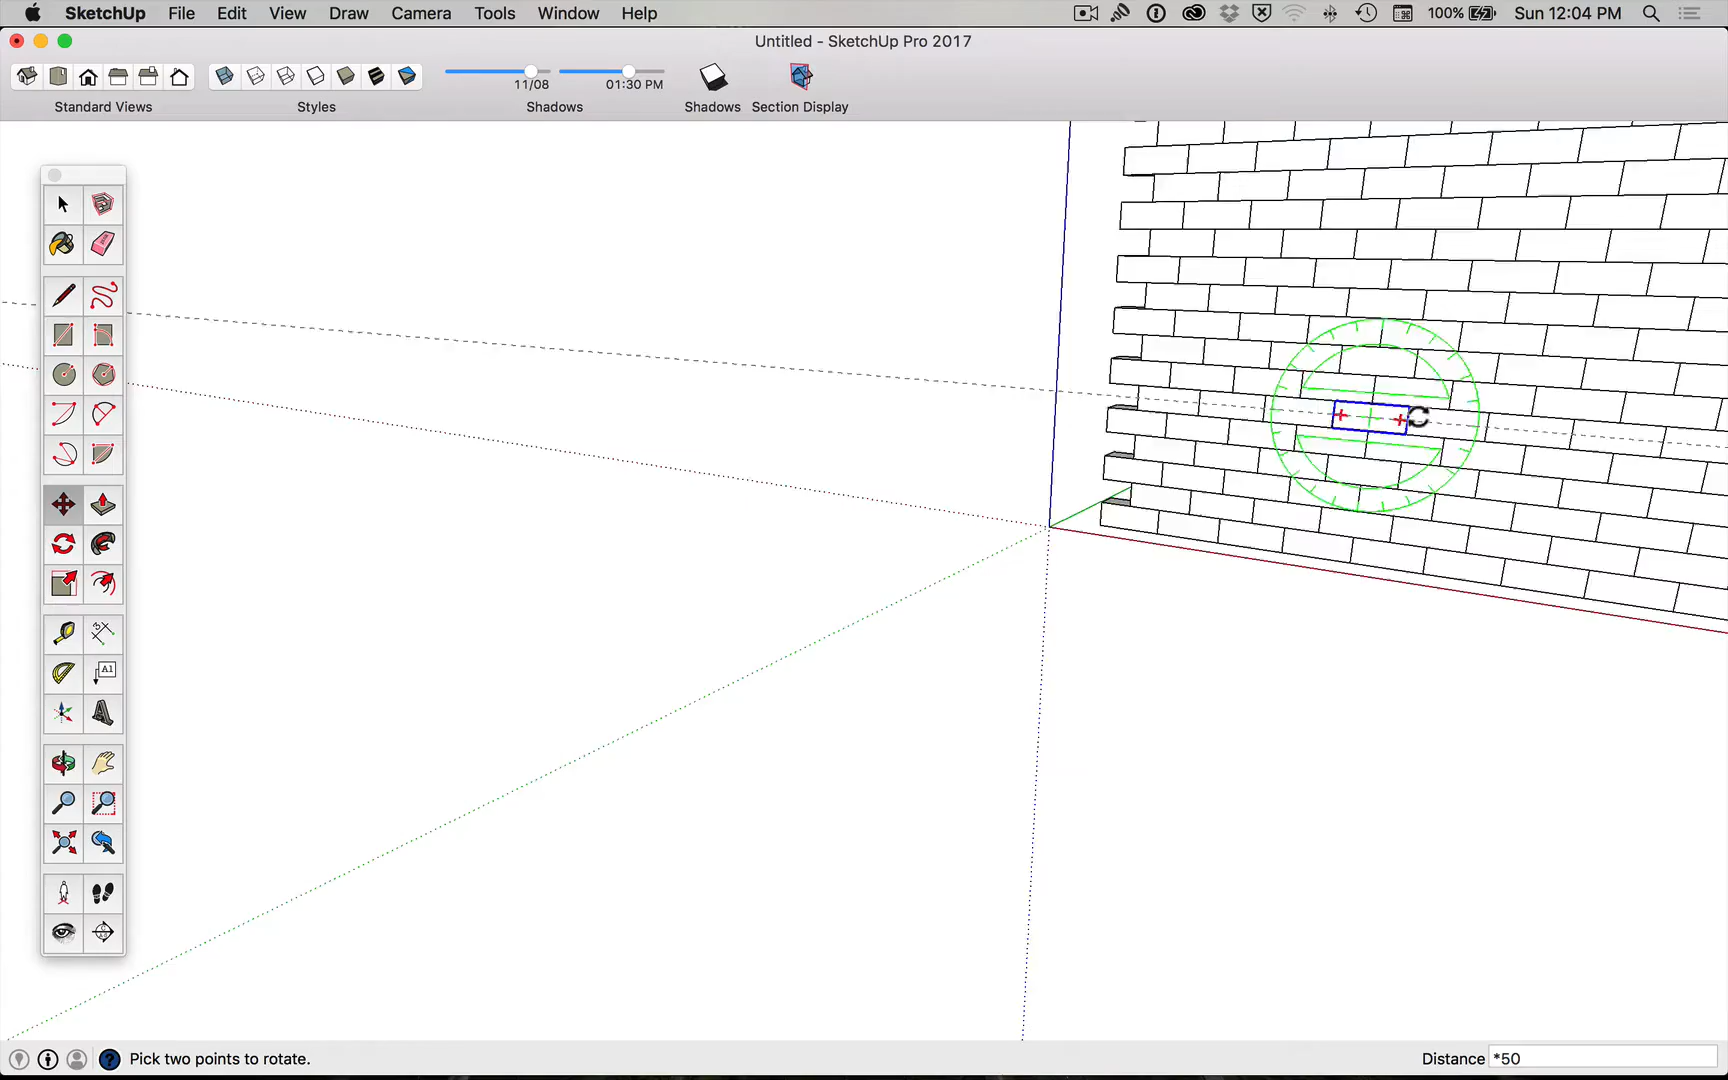 SketchUp File Edit View Draw Camera Tools Window Help 100% Sun 12:04 PM
Untitled - SketchUp Pro 2017
11/08 01:30 PM
Standard Views Styles Shadows Shadows Section Display
A1
Pick two points to rotate. Distance *50